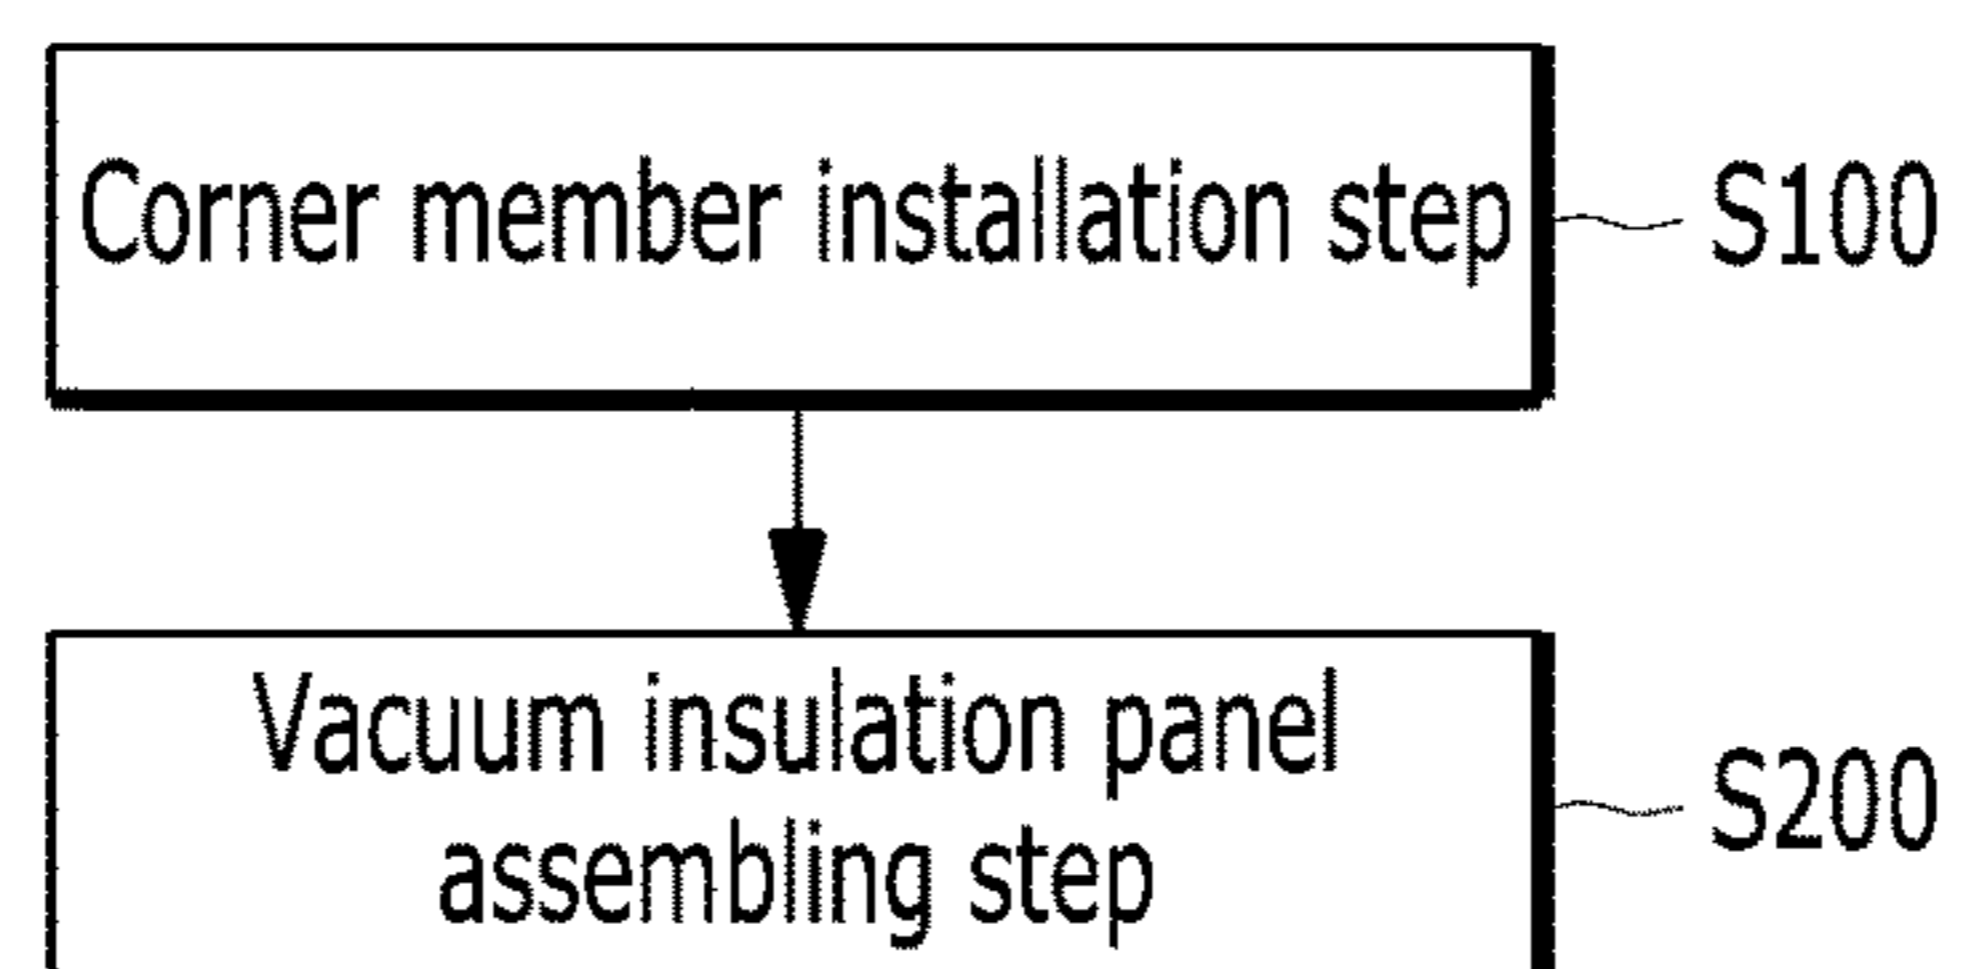 Corner member installation step
S100
Vacuum insulation panel
assembling step
S200